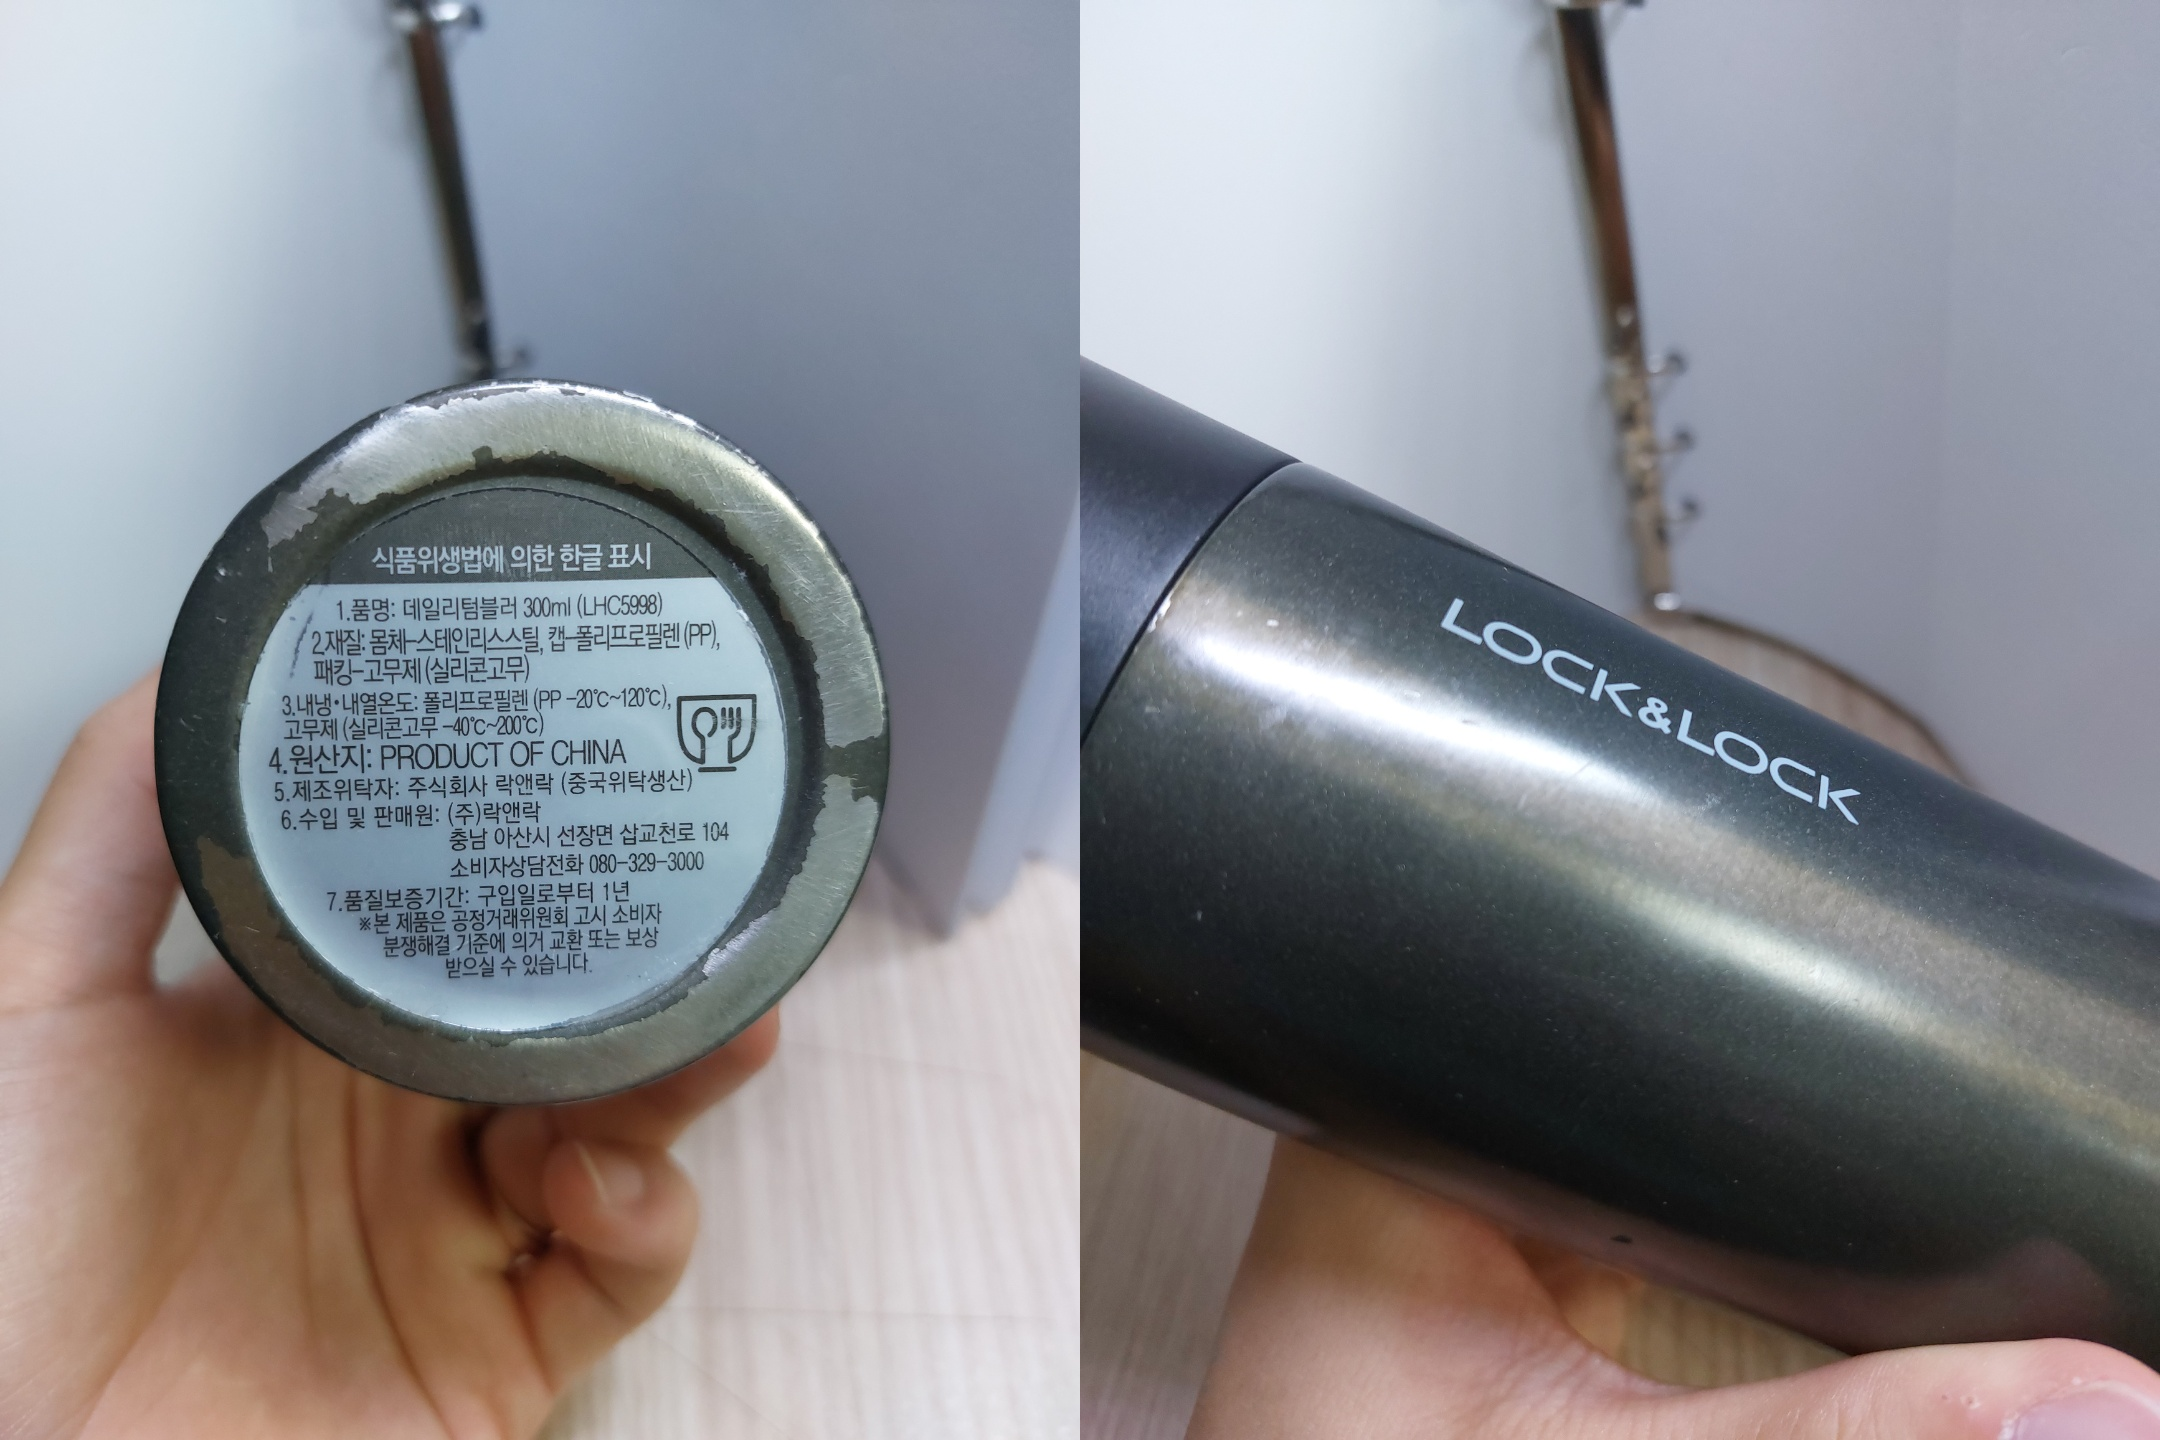 식품위생법에 의한 한글 표시
1.품명: 데일리텀블러 300ml (LHC5998)
2.재질: 몸체-스테인리스스틸, 캡-폴리프로필렌 (PP),
패킹-고무제 (실리콘고무)
3.내냉·내열온도: 폴리프로필렌 (PP -20℃~120℃),
고무제 (실리콘고무 -40℃~200℃)
4.원산지: PRODUCT OF CHINA
5.제조위탁자: 주식회사 락앤락 (중국위탁생산)
6.수입 및 판매원: (주)락앤락
충남 아산시 선장면 삽교천로 104
소비자상담전화 080-329-3000
7.품질보증기간: 구입일로부터 1년
※본 제품은 공정거래위원회 고시 소비자
분쟁해결 기준에 의거 교환 또는 보상
받으실 수 있습니다.
LOCK&LOCK